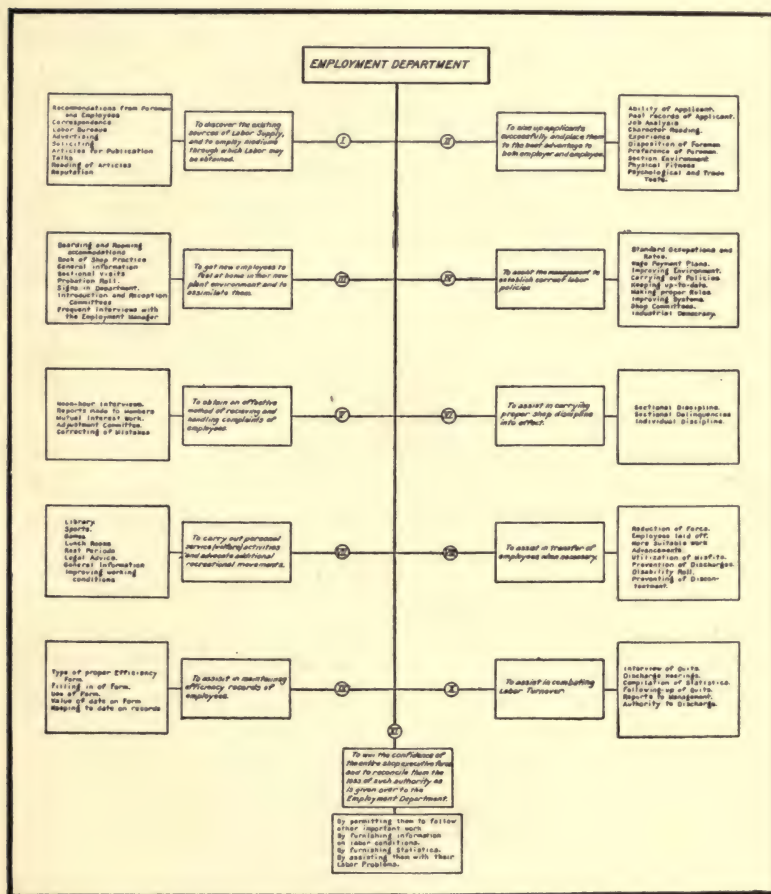 EMPLOYMENT DEPARTMENT
Recommendations from Foremen
and Employees
Correspondence
Labor Bureaus
Advertising
Soliciting
Articles for Publication
Talks
Reading of Articles
Reputation
To discover the existing
sources of Labor Supply,
and to employ mediums
through which Labor may
be obtained.
I
II
To size up applicants
successfully and place them
to the best advantage to
both employer and employee.
Ability of Applicant.
Past records of Applicant.
Job Analysis
Character Reading.
Experience
Disposition of Foreman
Preference of Foreman.
Section Environment
Physical Fitness
Psychological and Trade
Tests.
Boarding and Rooming
accommodations
Book of Shop Practice
General information
Sectional visits
Probation Roll.
Signs in Department.
Introduction and Reception
Committees
Frequent Interviews with
the Employment Manager
To get new employees to
feel at home in their new
plant environment and to
assimilate them.
III
IV
To assist the management to
establish correct labor
policies
Standard Occupations and
Rates.
Wage Payment Plans.
Improving Environment.
Carrying out Policies
Keeping up-to-date.
Making proper Rules
Improving Systems
Shop Committees.
Industrial Democracy.
Noon-hour Interviews.
Reports made to Members
Mutual Interest Work.
Adjustment Committee.
Correcting of Mistakes
To obtain an effective
method of recieving and
handling complaints of
employees.
V
VI
To assist in carrying
proper shop discipline
into effect.
Sectional Discipline.
Sectional Delinquencies
Individual Discipline.
Library
Sports.
Games
Lunch Rooms
Rest Periods
Legal Advice.
General Information
Improving working
conditions
To carry out personal
service (welfare) activities
and advocate additional
recreational movements.
VII
VIII
To assist in transfer of
employees, when necessary.
Reduction of Force.
Employees laid off.
More Suitable work
Advancements.
Utilization of Misfits.
Prevention of Discharges.
Disability Roll.
Preventing of Discon-
tentment.
Type of proper Efficiency
Form.
Filling in of Form.
Use of Form.
Value of date on Form
Keeping to date on records
To assist in maintaining
efficiency records of
employees.
IX
X
To assist in combating
Labor Turnover
Interview of Quits.
Discharge Hearings.
Compilation of Statistics.
Following-up of Quits.
Reports to Management.
Authority to Discharge.
XI
To win the confidence of
the entire shop executive force
and to reconcile them the
loss of such authority as
is given over to the
Employment Department.
By permitting them to follow
other important work
By furnishing information
on labor conditions.
By furnishing Statistics.
By assisting them with their
Labor Problems.